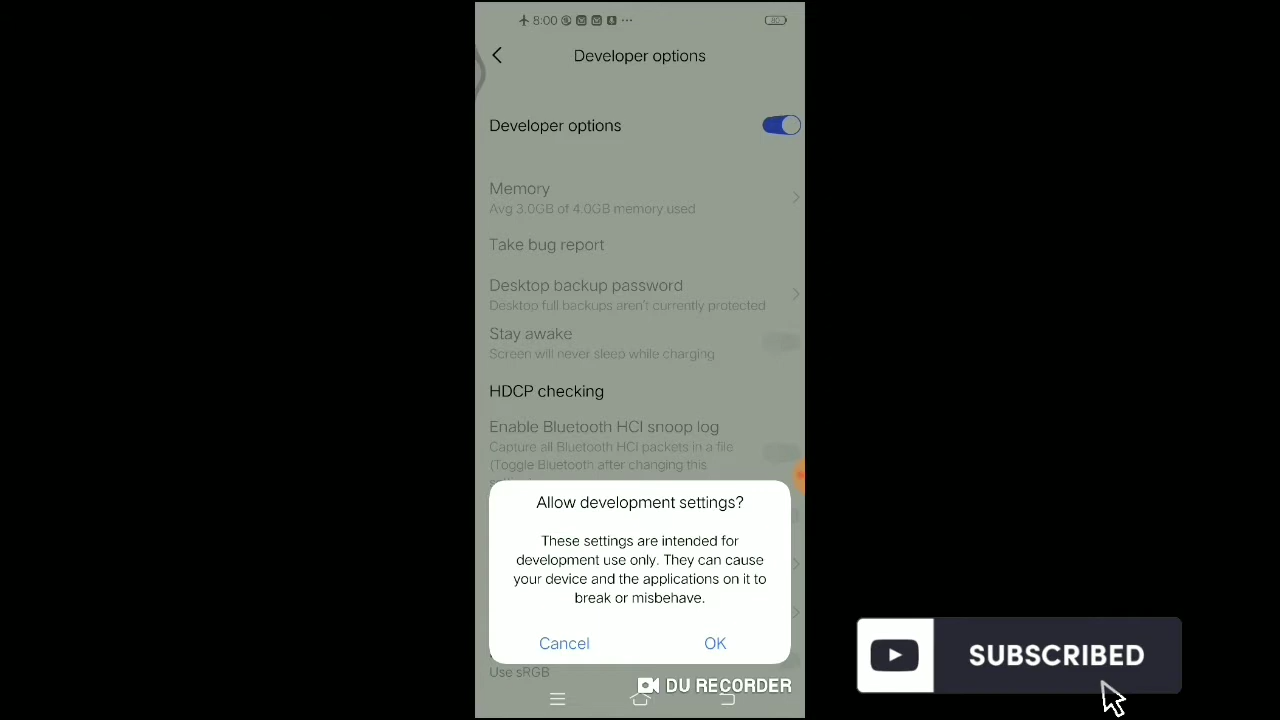 8:00
80
Developer options
Developer options
Memory
Avg 3.0GB of 4.0GB memory used
Take bug report
Desktop backup password
Desktop full backups aren't currently protected
Stay awake
Screen will never sleep while charging
HDCP checking
Enable Bluetooth HCI snoop log
Capture all Bluetooth HCI packets in a file
(Toggle Bluetooth after changing this
Allow development settings?
These settings are intended for
development use only. They can cause
your device and the applications on it to
break or misbehave.
Cancel OK
Use sRGB
DU RECORDER
SUBSCRIBED